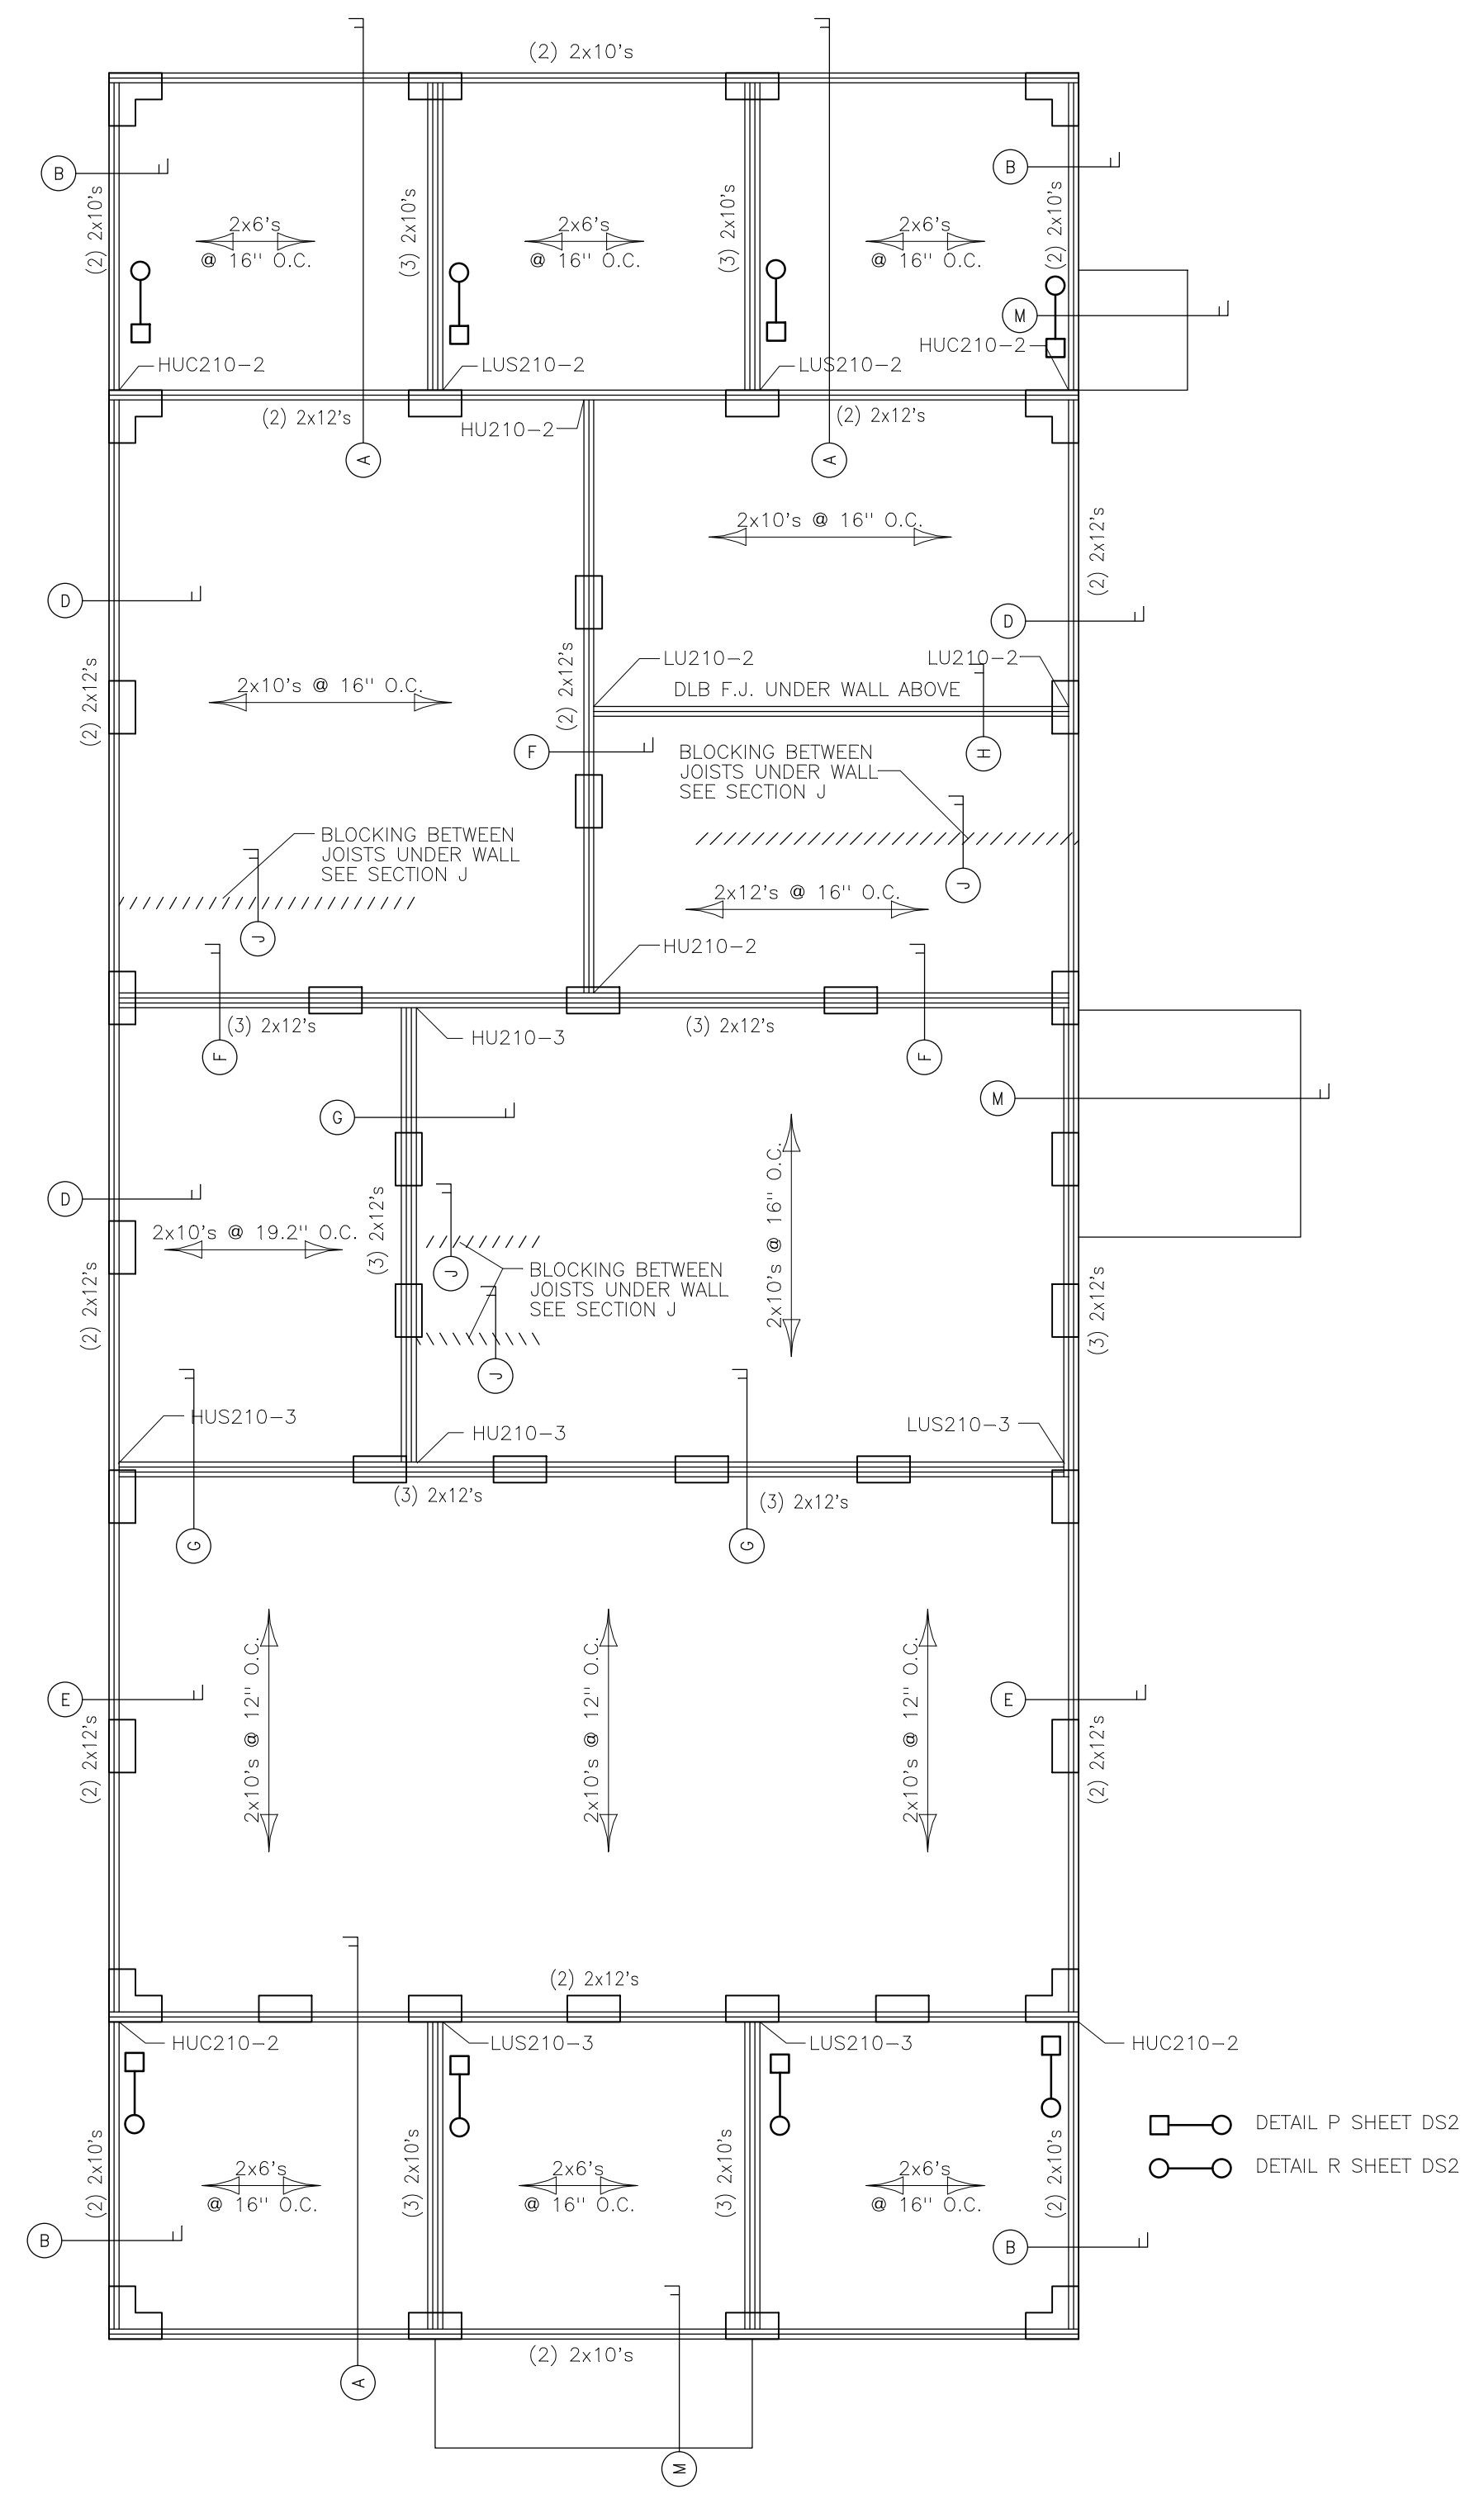 (2) 2x10's
B
B
(2) 2x10's
(3) 2x10's
(3) 2x10's
(2) 2x10's
2x6's
@ 16" O.C.
2x6's
@ 16" O.C.
2x6's
@ 16" O.C.
M
HUC210-2
LUS210-2
LUS210-2
HUC210-2
(2) 2x12's
HU210-2
(2) 2x12's
A
A
2x10's @ 16" O.C.
(2) 2x12's
D
D
LU210-2
LU210-2
2x10's @ 16" O.C.
DLB F.J. UNDER WALL ABOVE
(2) 2x12's
(2) 2x12's
F
H
BLOCKING BETWEEN
JOISTS UNDER WALL
SEE SECTION J
BLOCKING BETWEEN
JOISTS UNDER WALL
SEE SECTION J
J
2x12's @ 16" O.C.
J
HU210-2
(3) 2x12's
(3) 2x12's
HU210-3
F
F
G
M
D
2x10's @ 19.2" O.C.
(3) 2x12's
2x10's @ 16" O.C.
J
BLOCKING BETWEEN
JOISTS UNDER WALL
SEE SECTION J
(2) 2x12's
(3) 2x12's
J
HUS210-3
HU210-3
LUS210-3
(3) 2x12's
(3) 2x12's
G
G
2x10's @ 12" O.C.
2x10's @ 12" O.C.
2x10's @ 12" O.C.
E
E
(2) 2x12's
(2) 2x12's
(2) 2x12's
HUC210-2
LUS210-3
LUS210-3
HUC210-2
DETAIL P SHEET DS2
DETAIL R SHEET DS2
(2) 2x10's
(3) 2x10's
(3) 2x10's
(2) 2x10's
2x6's
@ 16" O.C.
2x6's
@ 16" O.C.
2x6's
@ 16" O.C.
B
B
(2) 2x10's
A
M